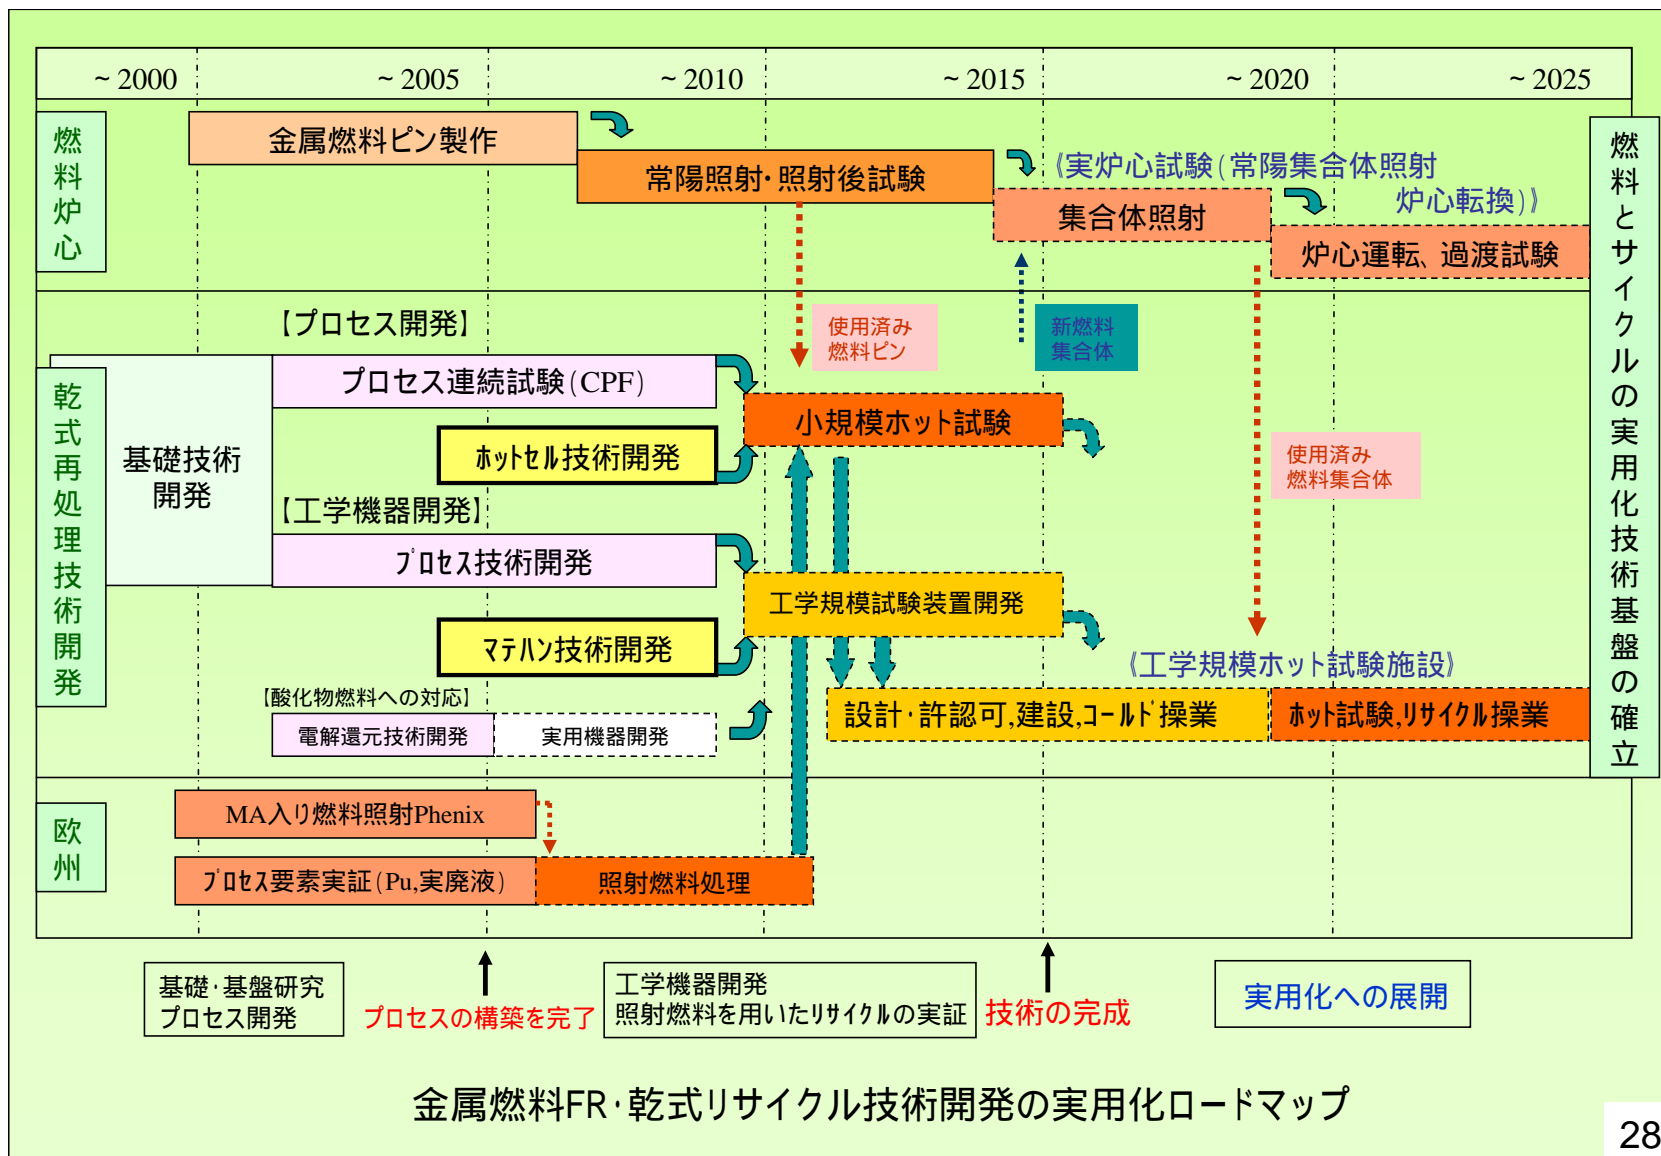 ~2000
~2005
~2010
~2015
~2020
~2025
燃料炉心
金属燃料ピン製作
常陽照射・照射後試験
《実炉心試験(常陽集合体照射
炉心転換)》
集合体照射
炉心運転、過渡試験
燃料とサイクルの実用化技術基盤の確立
乾式再処理技術開発
【プロセス開発】
使用済み
燃料ピン
新燃料
集合体
基礎技術
開発
プロセス連続試験(CPF)
小規模ホット試験
ﾎｯﾄｾﾙ技術開発
使用済み
燃料集合体
【工学機器開発】
ﾌﾟﾛｾｽ技術開発
工学規模試験装置開発
ﾏﾃﾊﾝ技術開発
《工学規模ホット試験施設》
【酸化物燃料への対応】
電解還元技術開発
実用機器開発
設計・許認可,建設,ｺｰﾙﾄﾞ操業
ﾎｯﾄ試験,ﾘｻｲｸﾙ操業
欧州
MA入り燃料照射Phenix
ﾌﾟﾛｾｽ要素実証(Pu,実廃液)
照射燃料処理
基礎・基盤研究
プロセス開発
プロセスの構築を完了
工学機器開発
照射燃料を用いたﾘｻｲｸﾙの実証
技術の完成
実用化への展開
金属燃料FR・乾式リサイクル技術開発の実用化ロードマップ
28